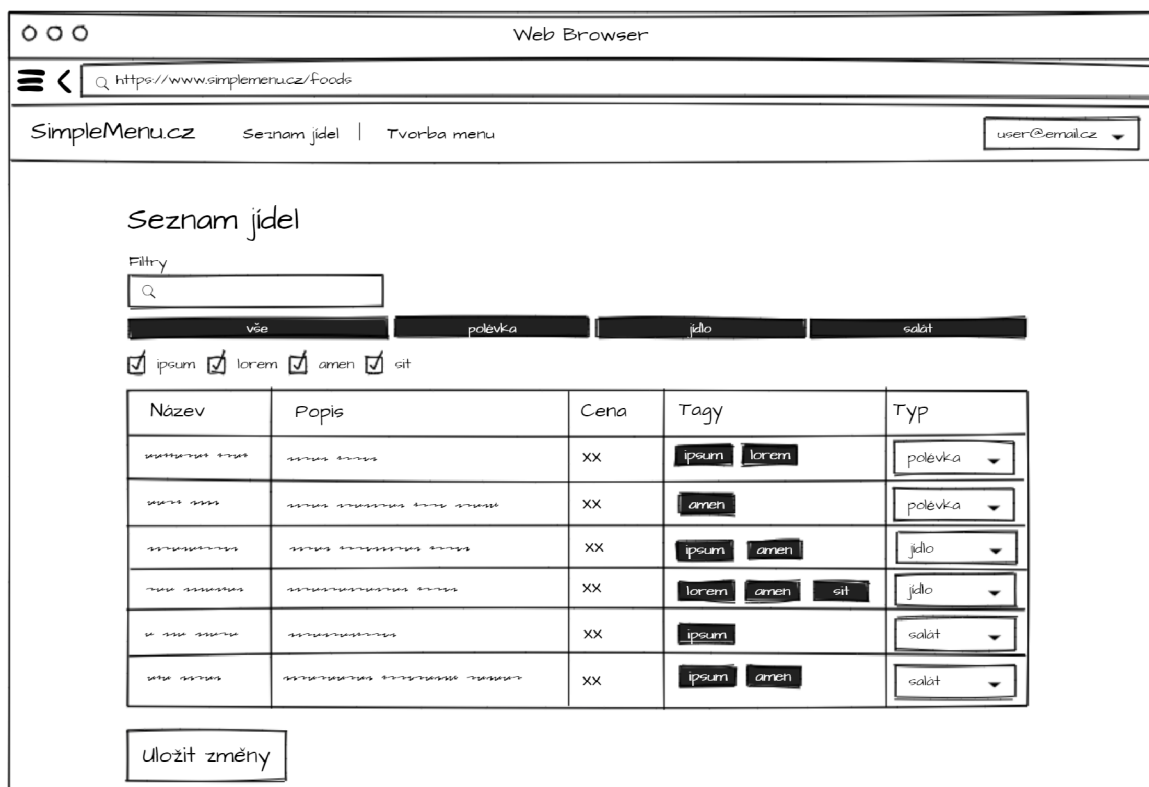 Web Browser
https://www.simplemenu.cz/foods
SimpleMenu.cz Seznam jídel | Tvorba menu user@email.cz
Seznam jídel
Filtry
vše polévka jídlo salát
ipsum lorem amen sit
Název Popis Cena Tagy Typ
xx ipsum lorem polévka
xx amen polévka
xx ipsum amen jídlo
xx lorem amen sit jídlo
xx ipsum salát
xx ipsum amen salát
Uložit změny